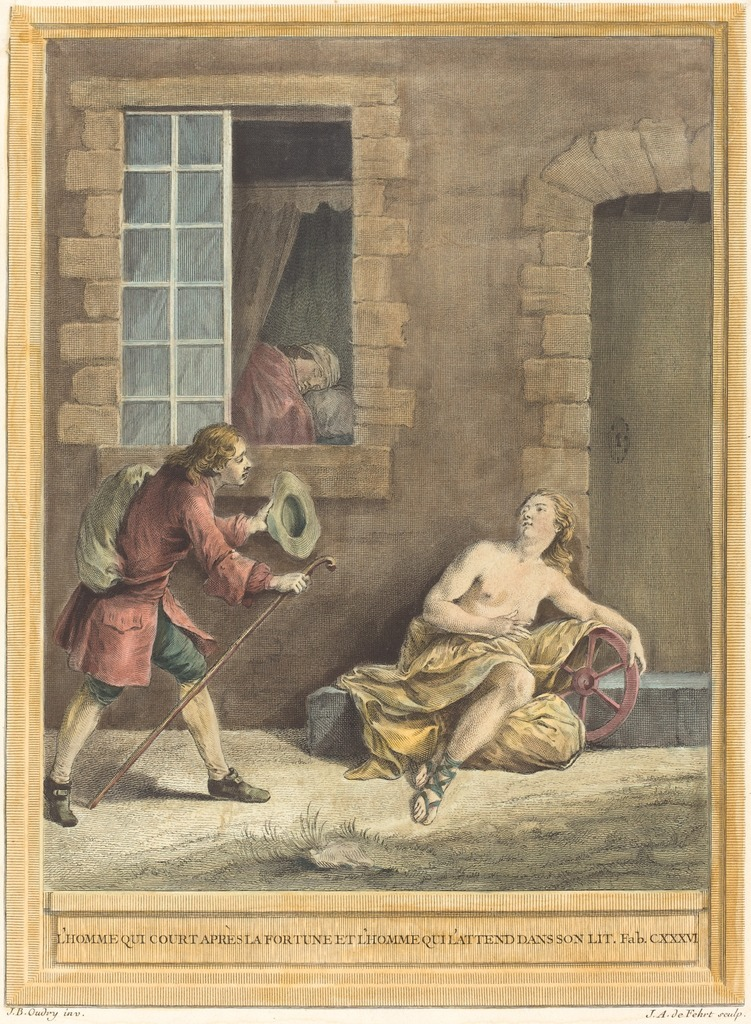 L'HOMME QUI COURT APRÈS LA FORTUNE ET L'HOMME QUI L'ATTEND DANS SON LIT. Fab. CXXXVI
J.B. Oudry inv.
J.A. de Fehrt sculp.